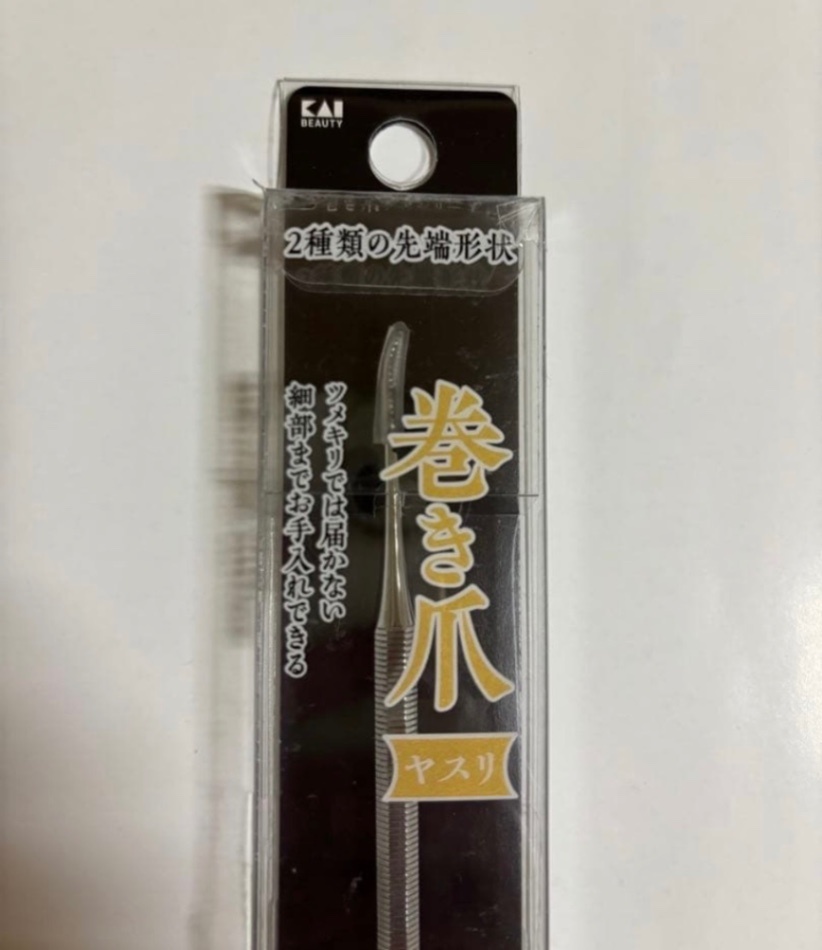 KAI
BEAUTY
2種類の先端形状
巻き爪
ヤスリ
ツメキリでは届かない
細部までお手入れできる